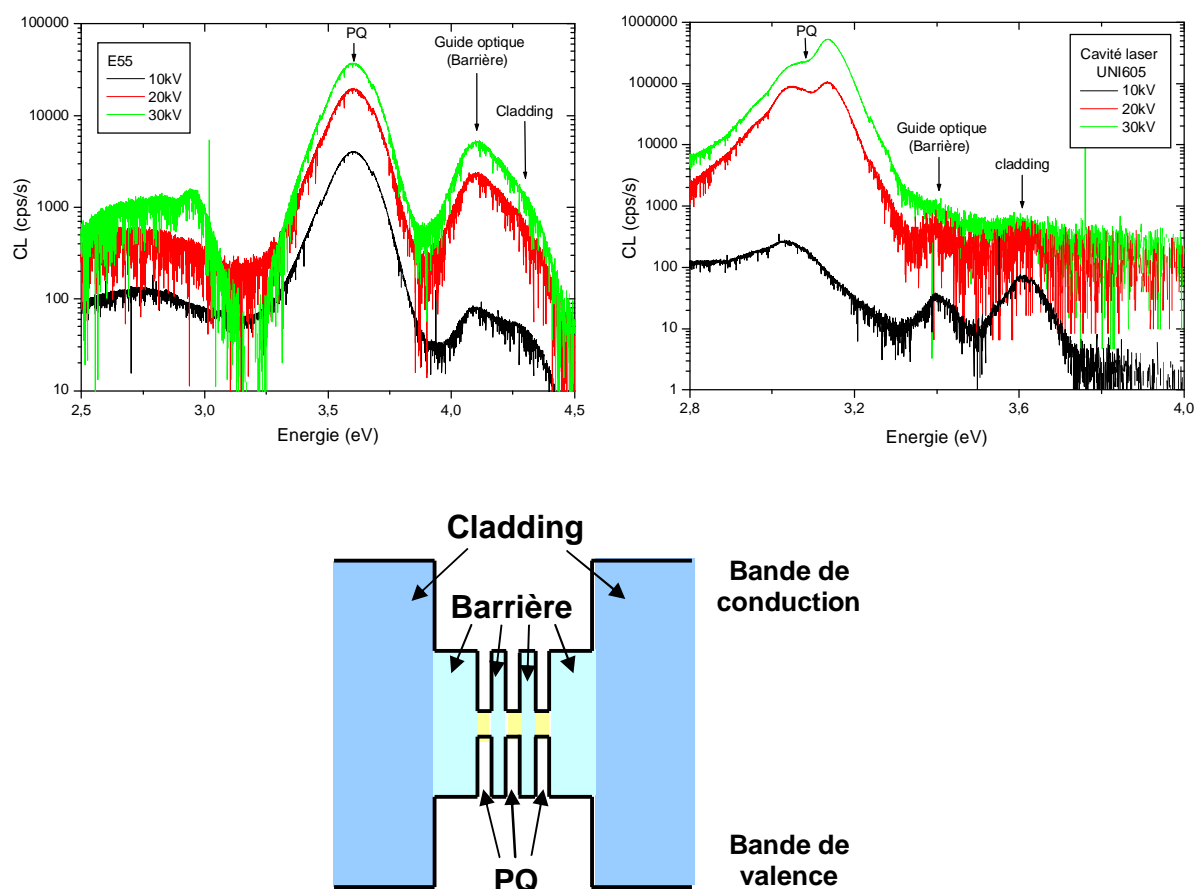 100000
10000
1000
100
10
CL (cps/s)
E55
10kV
20kV
30kV
PQ
Guide optique
(Barrière)
Cladding
2,5
3,0
3,5
4,0
4,5
Energie (eV)
1000000
100000
10000
1000
100
10
1
CL (cps/s)
PQ
Guide optique
(Barrière)
cladding
Cavité laser
UNI605
10kV
20kV
30kV
2,8
3,2
3,6
4,0
Energie (eV)
Cladding
Barrière
Bande de
conduction
PQ
Bande de
valence